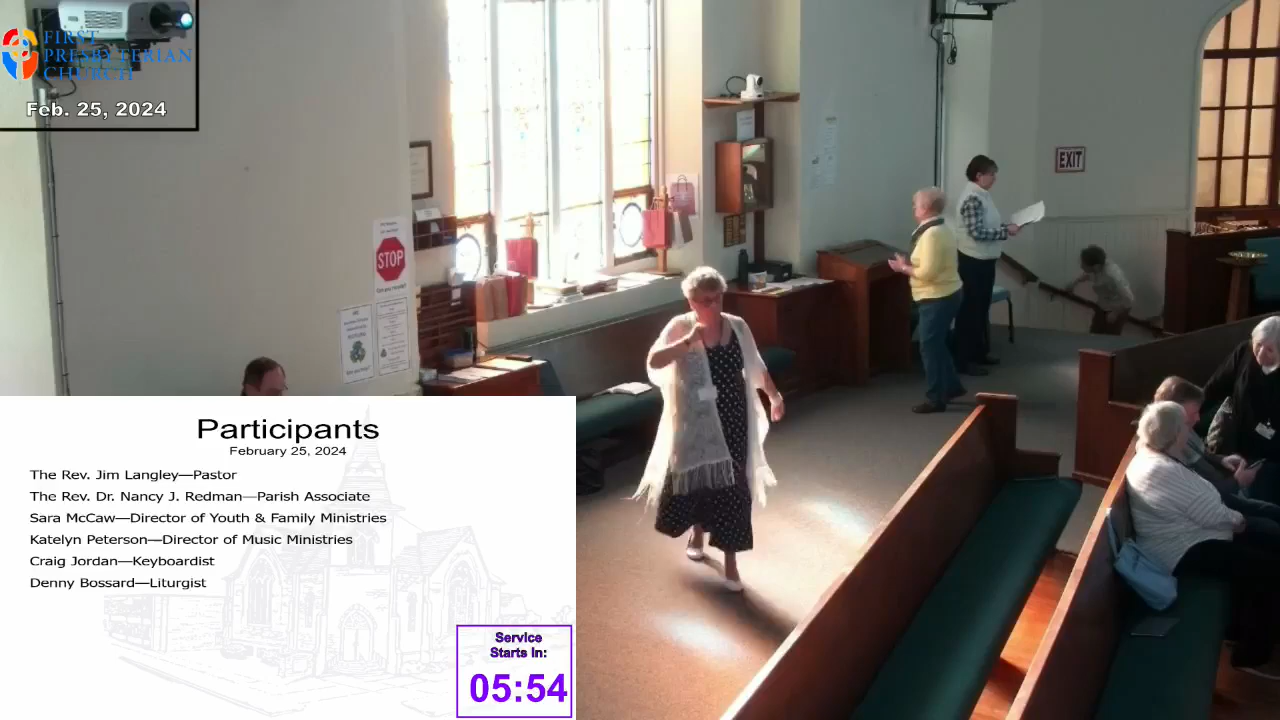 FIRST
PRESBYTERIAN
CHURCH
Feb. 25, 2024
EXIT
STOP
Participants
February 25, 2024
The Rev. Jim Langley—Pastor
The Rev. Dr. Nancy J. Redman—Parish Associate
Sara McCaw—Director of Youth & Family Ministries
Katelyn Peterson—Director of Music Ministries
Craig Jordan—Keyboardist
Denny Bossard—Liturgist
Service
Starts In:
05:54